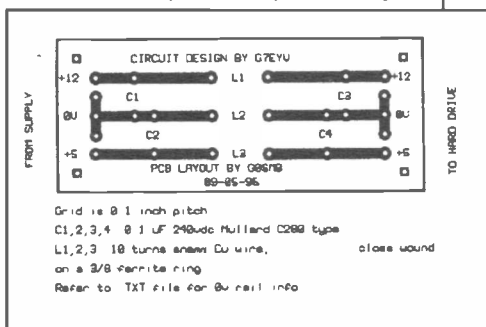 CIRCUIT DESIGN BY G7EYV
+12 L1 +12
C1 C3
0V L2 0V
C2 C4
+5 L3 +5
PCB LAYOUT BY G0SMB
09-05-96
FROM SUPPLY
TO HARD DRIVE
Grid is 0 1 inch pitch
C1,2,3,4 0 1 uF 240vdc Mullard C280 type
L1,2,3 10 turns Cu wire, close wound
on a 3/8 ferrite ring
Refer to TXT file for 0v rail info